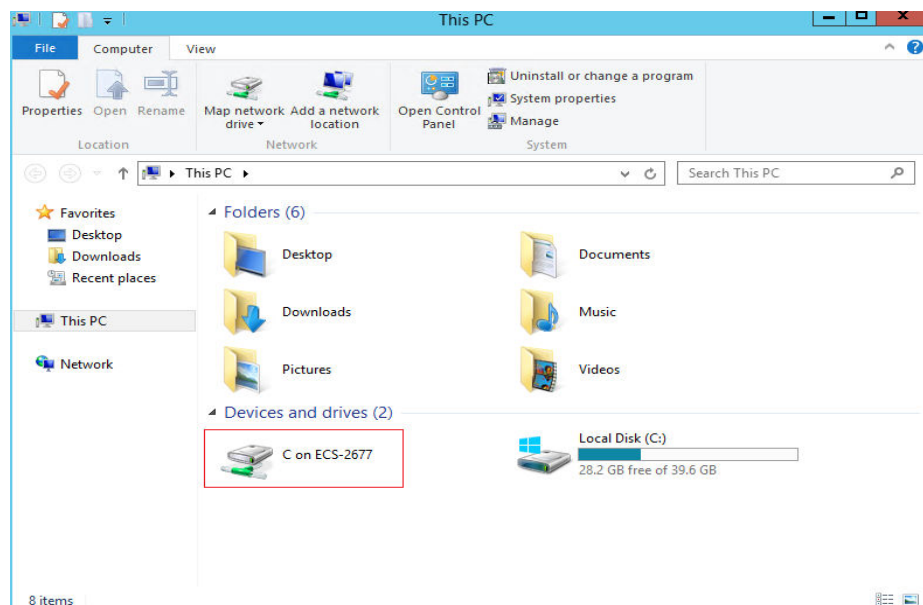 This PC
File Computer View
Properties Open Rename Map network drive Add a network location Open Control Panel Uninstall or change a program
System properties
Manage
Location Network System
This PC Search This PC
Favorites
Desktop
Downloads
Recent places
This PC
Network
Folders (6)
Desktop Documents
Downloads Music
Pictures Videos
Devices and drives (2)
C on ECS-2677 Local Disk (C:)
28.2 GB free of 39.6 GB
8 items